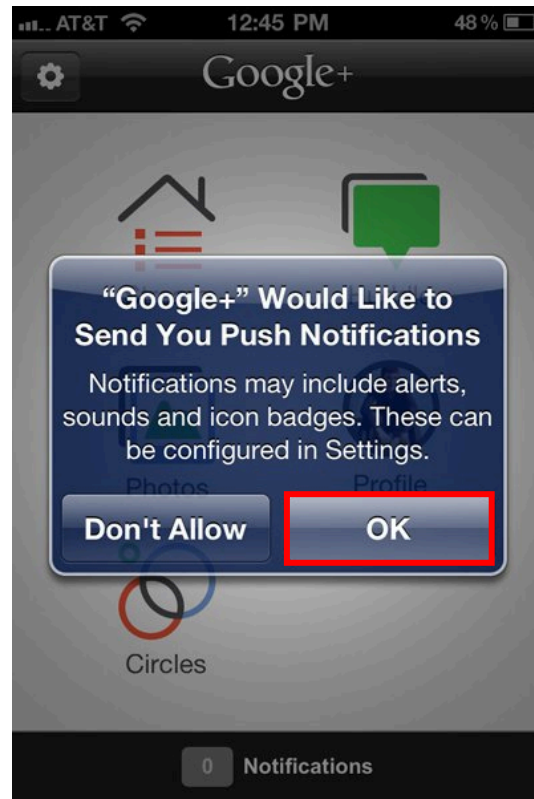 AT&T 12:45 PM 48%
Google+
"Google+" Would Like to
Send You Push Notifications
Notifications may include alerts,
sounds and icon badges. These can
be configured in Settings.
Photos Profile
Don't Allow OK
Circles
0 Notifications